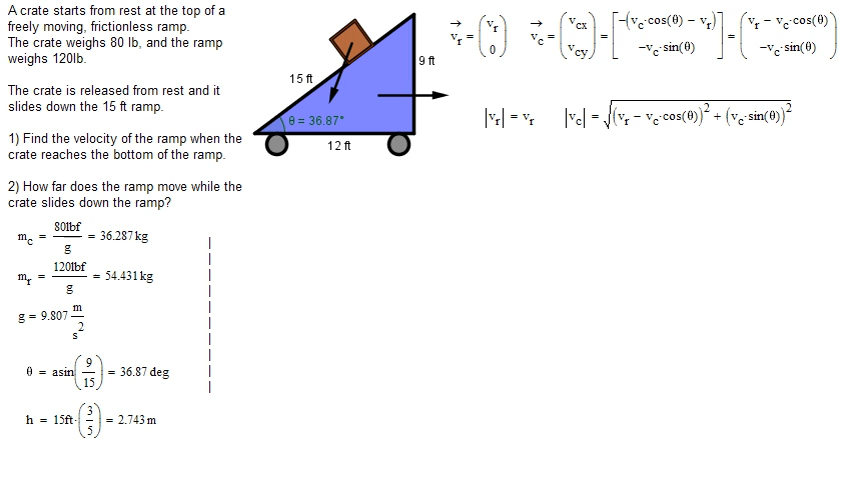 A crate starts from rest at the top of a
freely moving, frictionless ramp.
The crate weighs 80 lb, and the ramp
weighs 120lb.
The crate is released from rest and it
slides down the 15 ft ramp.
1) Find the velocity of the ramp when the
crate reaches the bottom of the ramp.
2) How far does the ramp move while the
crate slides down the ramp?
m_c = 80lbf/g = 36.287 kg
m_r = 120lbf/g = 54.431 kg
g = 9.807 m/s^2
θ = asin(9/15) = 36.87 deg
h = 15ft·(3/5) = 2.743 m
15 ft
9 ft
θ = 36.87°
12 ft
→v_r = (v_r 0) →v_c = (v_cx v_cy) = [-(v_c·cos(θ) - v_r) -v_c·sin(θ)] = (v_r - v_c·cos(θ) -v_c·sin(θ))
|v_r| = v_r |v_c| = √((v_r - v_c·cos(θ))^2 + (v_c·sin(θ))^2)